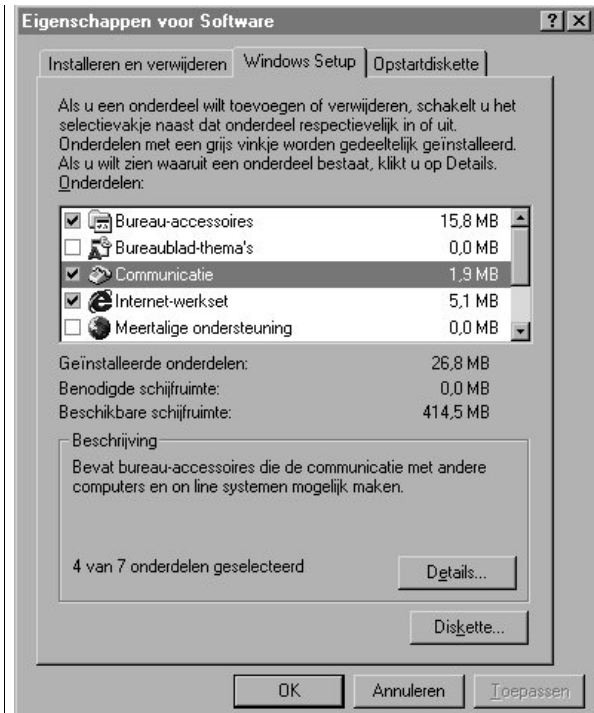 Eigenschappen voor Software
Installeren en verwijderen
Windows Setup
Opstartdiskette
Als u een onderdeel wilt toevoegen of verwijderen, schakelt u het
selectievakje naast dat onderdeel respectievelijk in of uit.
Onderdelen met een grijs vinkje worden gedeeltelijk geïnstalleerd.
Als u wilt zien waaruit een onderdeel bestaat, klikt u op Details.
Onderdelen:
Bureau-accessoires 15,8 MB
Bureaublad-thema's 0,0 MB
Communicatie 1,9 MB
Internet-werkset 5,1 MB
Meertalige ondersteuning 0,0 MB
Geïnstalleerde onderdelen: 26,8 MB
Benodigde schijfruimte: 0,0 MB
Beschikbare schijfruimte: 414,5 MB
Beschrijving
Bevat bureau-accessoires die de communicatie met andere
computers en on line systemen mogelijk maken.
4 van 7 onderdelen geselecteerd
Details...
Diskette...
OK
Annuleren
Toepassen